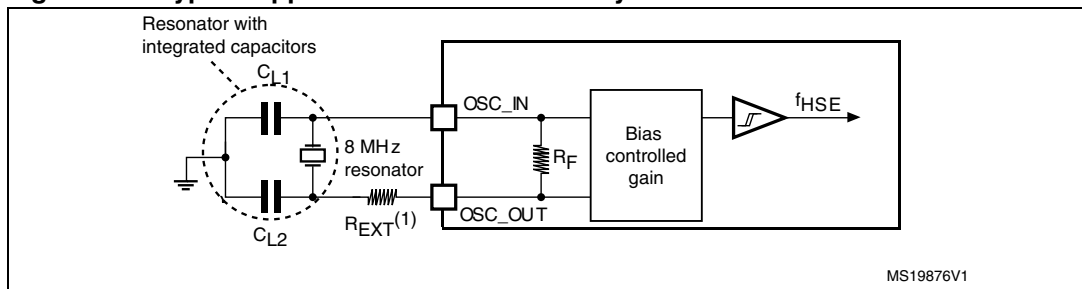 Resonator with
integrated capacitors
CL1
OSC_IN
fHSE
8 MHz
resonator
RF
Bias
controlled
gain
REXT(1)
OSC_OUT
CL2
MS19876V1